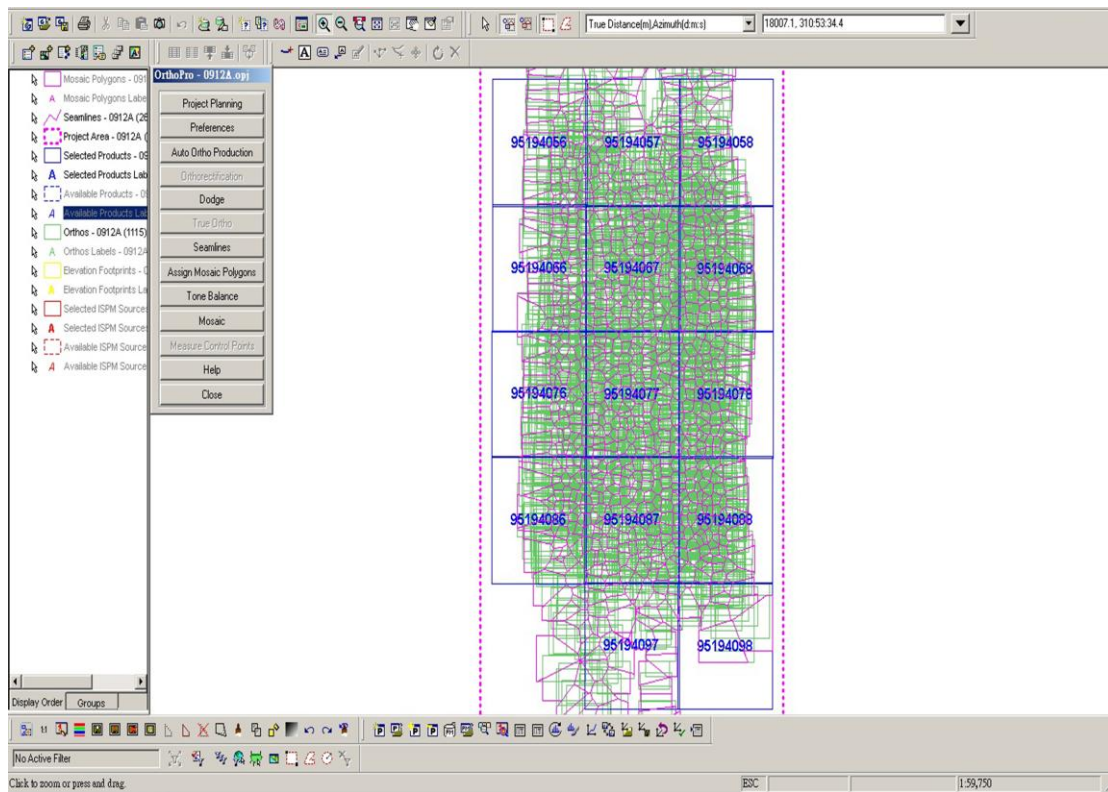 True Distance(m),Azimuth(d:m:s)
18007.1, 310:53:34.4
Mosaic Polygons - 091
Mosaic Polygons Labe
Seamlines - 0912A (26
Project Area - 0912A (
Selected Products - 09
Selected Products Lab
Available Products - 0
Available Products Lab
Orthos - 0912A (1115)
Orthos Labels - 0912A
Elevation Footprints - 0
Elevation Footprints La
Selected ISPM Source
Selected ISPM Source
Available ISPM Source
Available ISPM Source
OrthoPro - 0912A.opj
Project Planning
Preferences
Auto Ortho Production
Orthorectification
Dodge
True Ortho
Seamlines
Assign Mosaic Polygons
Tone Balance
Mosaic
Measure Control Points
Help
Close
95194056 95194057 95194058
95194066 95194067 95194068
95194076 95194077 95194078
95194086 95194087 95194088
95194097 95194098
Display Order Groups
No Active Filter
Click to zoom or press and drag.
ESC
1:59,750